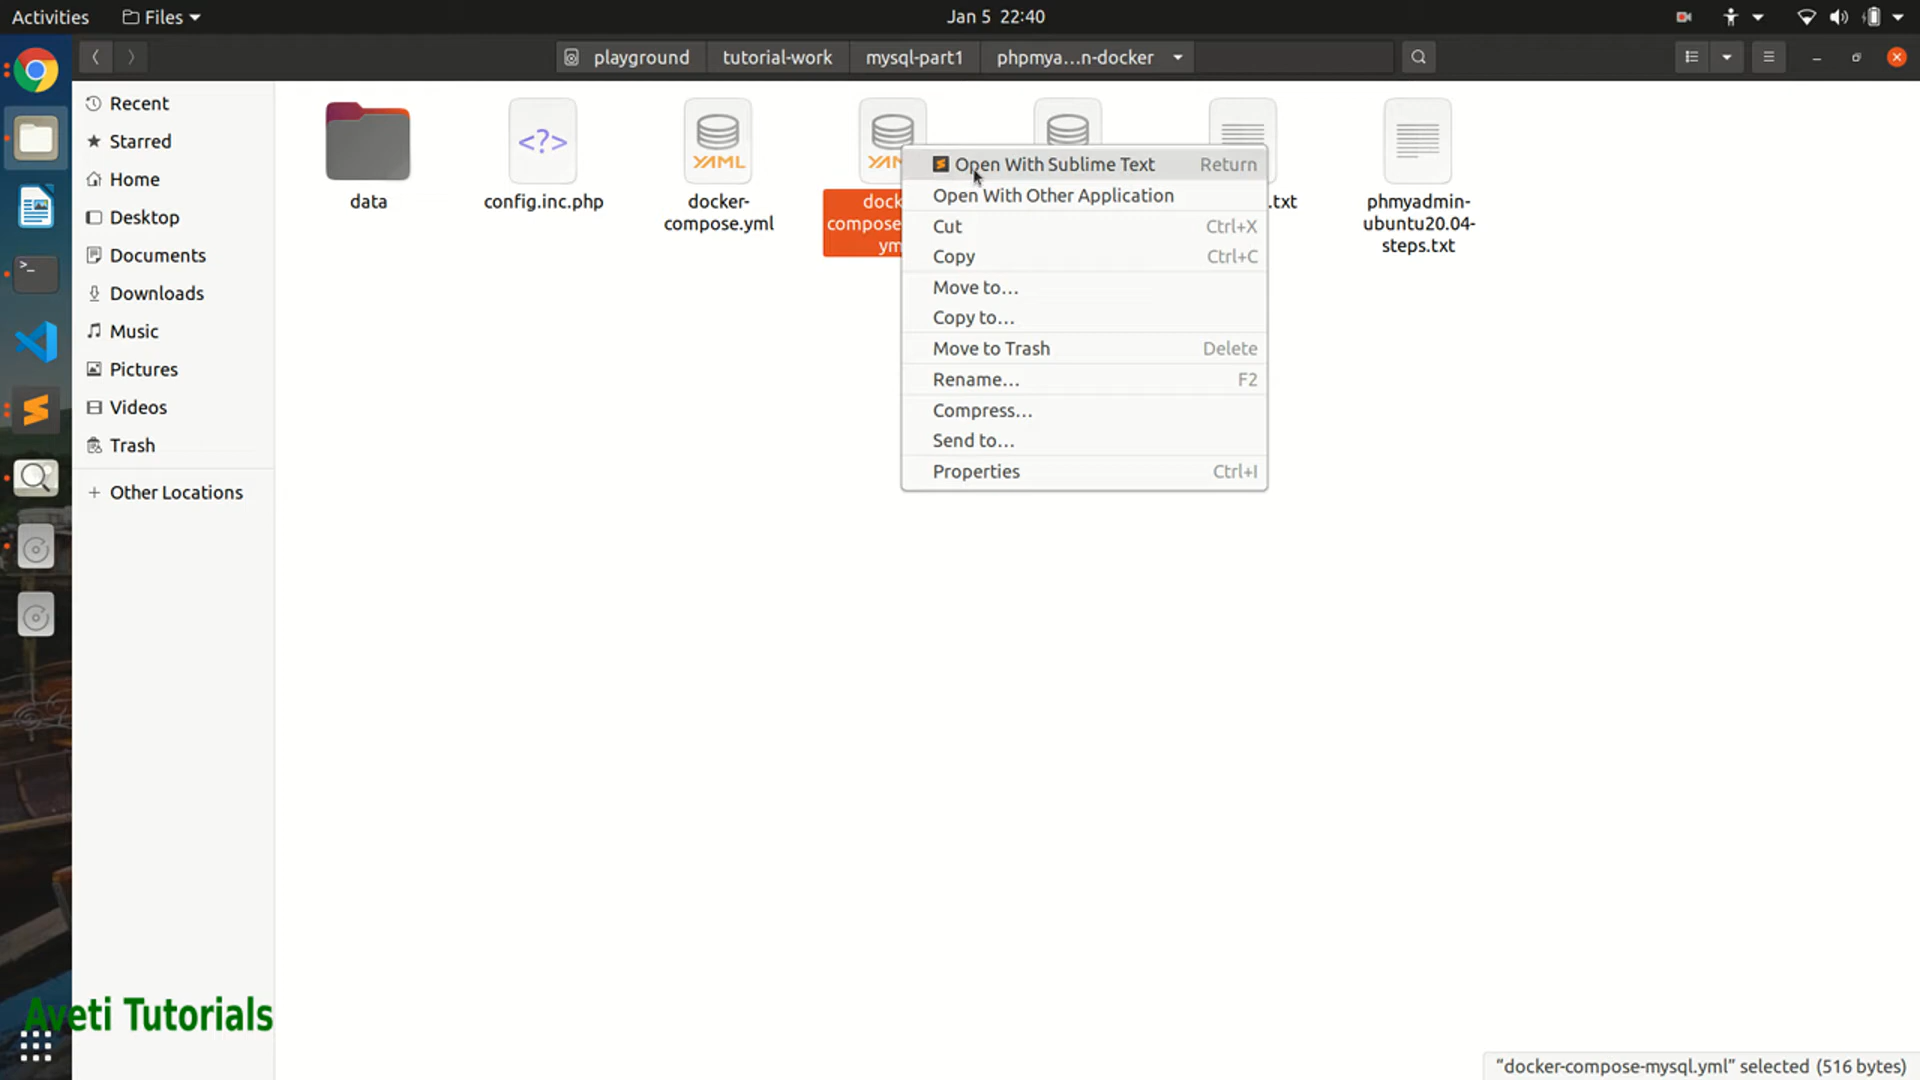 Activities
Files
Jan 5 22:40
playground
tutorial-work
mysql-part1
phpmya...n-docker
Recent
Starred
Home
Desktop
Documents
Downloads
Music
Pictures
Videos
Trash
+ Other Locations
data
<?>
config.inc.php
YAML
docker-
compose.yml
YAM
dock
compose
ym
.txt
phmyadmin-
ubuntu20.04-
steps.txt
Open With Sublime Text Return
Open With Other Application
Cut Ctrl+X
Copy Ctrl+C
Move to...
Copy to...
Move to Trash Delete
Rename... F2
Compress...
Send to...
Properties Ctrl+I
Aveti Tutorials
"docker-compose-mysql.yml" selected (516 bytes)